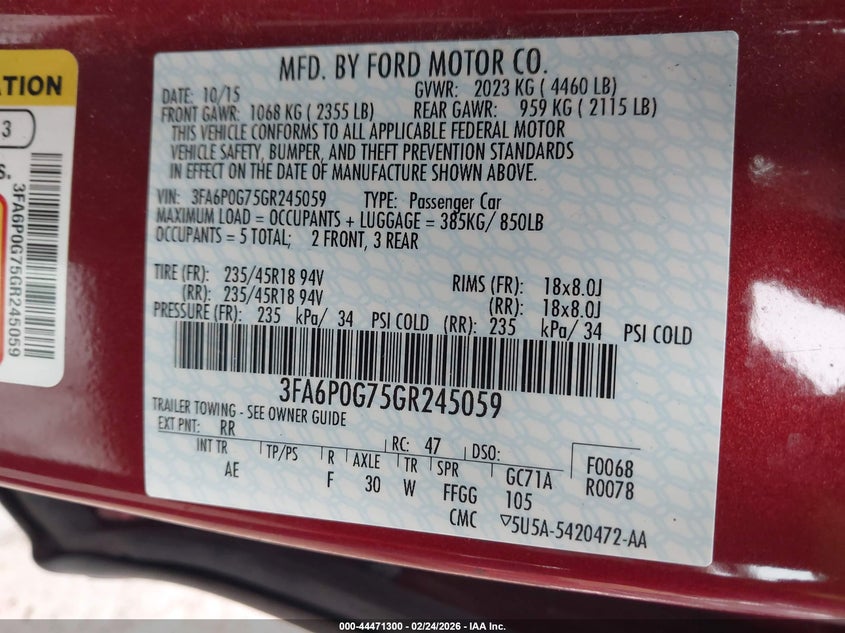 ATION
3
S.
3FA6P0G75GR245059
MFD. BY FORD MOTOR CO.
DATE: 10/15 GVWR: 2023 KG ( 4460 LB)
FRONT GAWR: 1068 KG ( 2355 LB) REAR GAWR: 959 KG ( 2115 LB)
THIS VEHICLE CONFORMS TO ALL APPLICABLE FEDERAL MOTOR
VEHICLE SAFETY, BUMPER, AND THEFT PREVENTION STANDARDS
IN EFFECT ON THE DATE OF MANUFACTURE SHOWN ABOVE.
VIN: 3FA6P0G75GR245059 TYPE: Passenger Car
MAXIMUM LOAD = OCCUPANTS + LUGGAGE = 385KG/ 850LB
OCCUPANTS = 5 TOTAL; 2 FRONT, 3 REAR
TIRE (FR): 235/45R18 94V RIMS (FR): 18x8.0J
(RR): 235/45R18 94V (RR): 18x8.0J
PRESSURE (FR): 235 kPa/ 34 PSI COLD (RR): 235 kPa/ 34 PSI COLD
3FA6P0G75GR245059
TRAILER TOWING - SEE OWNER GUIDE
EXT PNT: RR RC: 47 DSO: F0068
INT TR TP/PS R AXLE TR SPR GC71A R0078
AE F 30 W FFGG 105
CMC ▽5U5A-5420472-AA
000-44471300 - 02/24/2026 - IAA Inc.